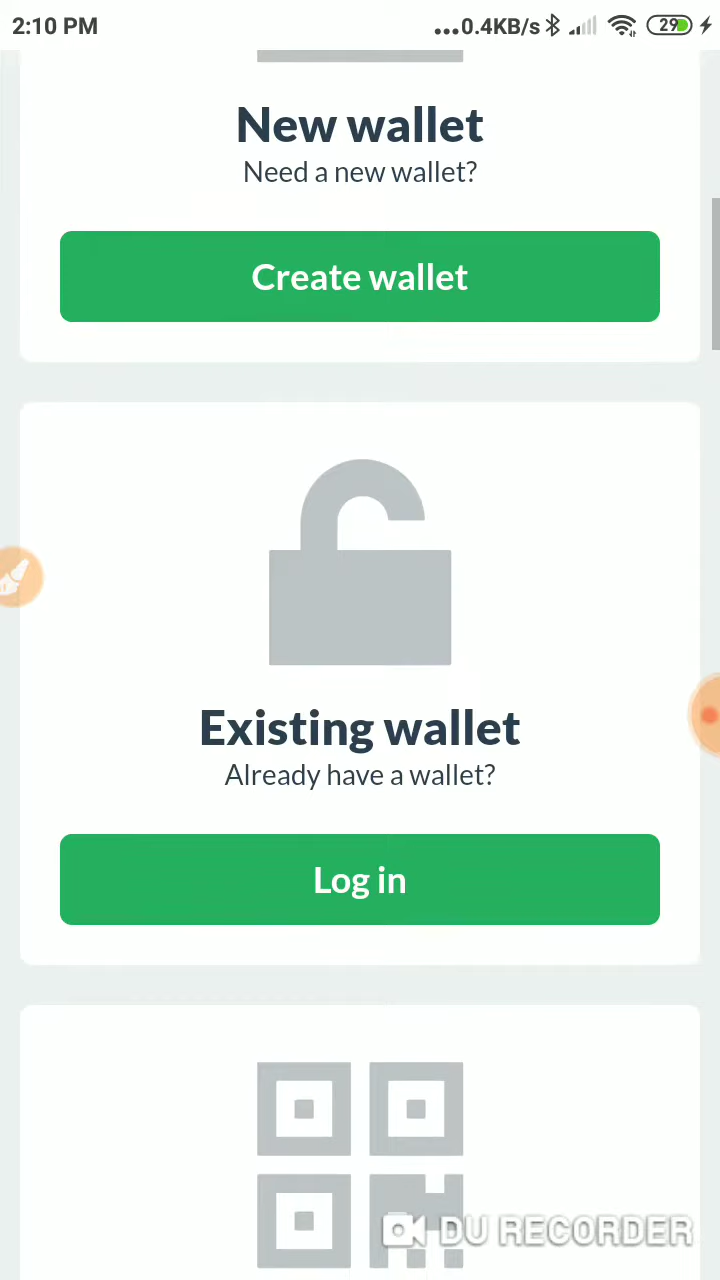 2:10 PM
...0.4KB/s
29
New wallet
Need a new wallet?
Create wallet
Existing wallet
Already have a wallet?
Log in
DU RECORDER